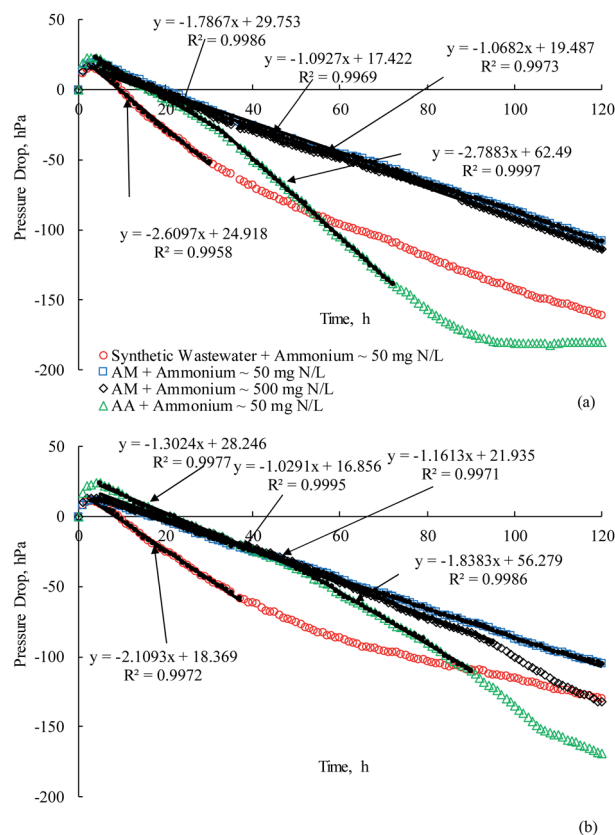 50
y = -1.7867x + 29.753
R² = 0.9986
y = -1.0927x + 17.422
R² = 0.9969
y = -1.0682x + 19.487
R² = 0.9973
0
0 20 40 60 80 100 120
Pressure Drop, hPa
-50
y = -2.7883x + 62.49
R² = 0.9997
-100
y = -2.6097x + 24.918
R² = 0.9958
-150
Time, h
-200
Synthetic Wastewater + Ammonium ~ 50 mg N/L
AM + Ammonium ~ 50 mg N/L
AM + Ammonium ~ 500 mg N/L
AA + Ammonium ~ 50 mg N/L
(a)
50
y = -1.3024x + 28.246
R² = 0.9977
y = -1.0291x + 16.856
R² = 0.9995
y = -1.1613x + 21.935
R² = 0.9971
0
0 20 40 60 80 100 120
Pressure Drop, hPa
-50
y = -1.8383x + 56.279
R² = 0.9986
-100
y = -2.1093x + 18.369
R² = 0.9972
-150
Time, h
-200
(b)